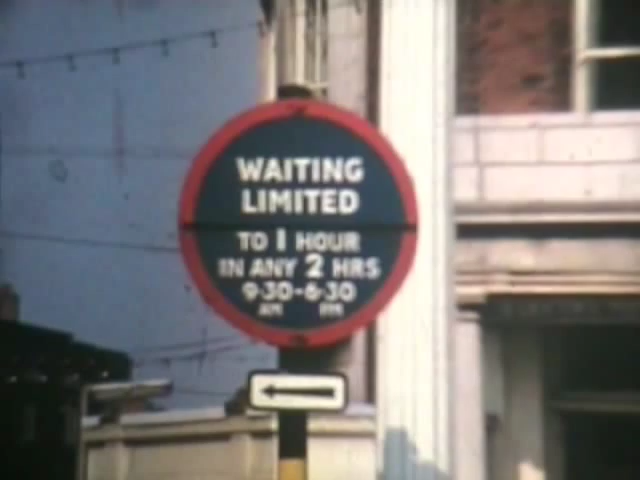 WAITING
LIMITED
TO 1 HOUR
IN ANY 2 HRS
9·30-6·30
AM PM